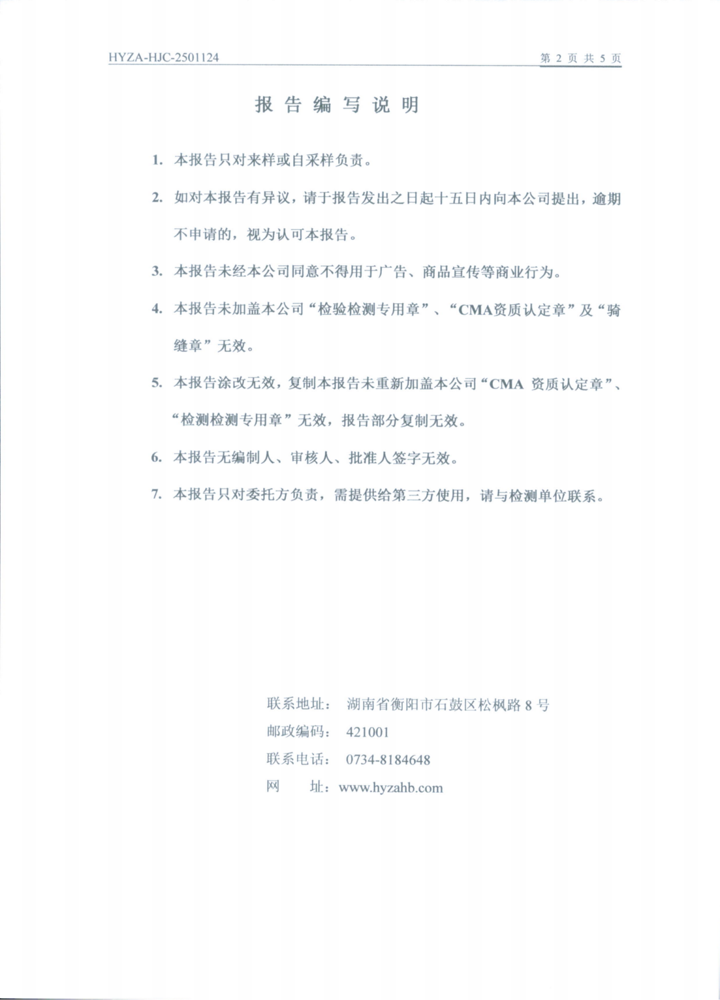 HYZA-HJC-2501124 第 2 页 共 5 页
报告编写说明
1. 本报告只对来样或自采样负责。
2. 如对本报告有异议，请于报告发出之日起十五日内向本公司提出，逾期
不申请的，视为认可本报告。
3. 本报告未经本公司同意不得用于广告、商品宣传等商业行为。
4. 本报告未加盖本公司“检验检测专用章”、“CMA资质认定章”及“骑
缝章”无效。
5. 本报告涂改无效，复制本报告未重新加盖本公司“CMA 资质认定章”、
“检测检测专用章”无效，报告部分复制无效。
6. 本报告无编制人、审核人、批准人签字无效。
7. 本报告只对委托方负责，需提供给第三方使用，请与检测单位联系。
联系地址： 湖南省衡阳市石鼓区松枫路 8 号
邮政编码： 421001
联系电话： 0734-8184648
网 址：www.hyzahb.com